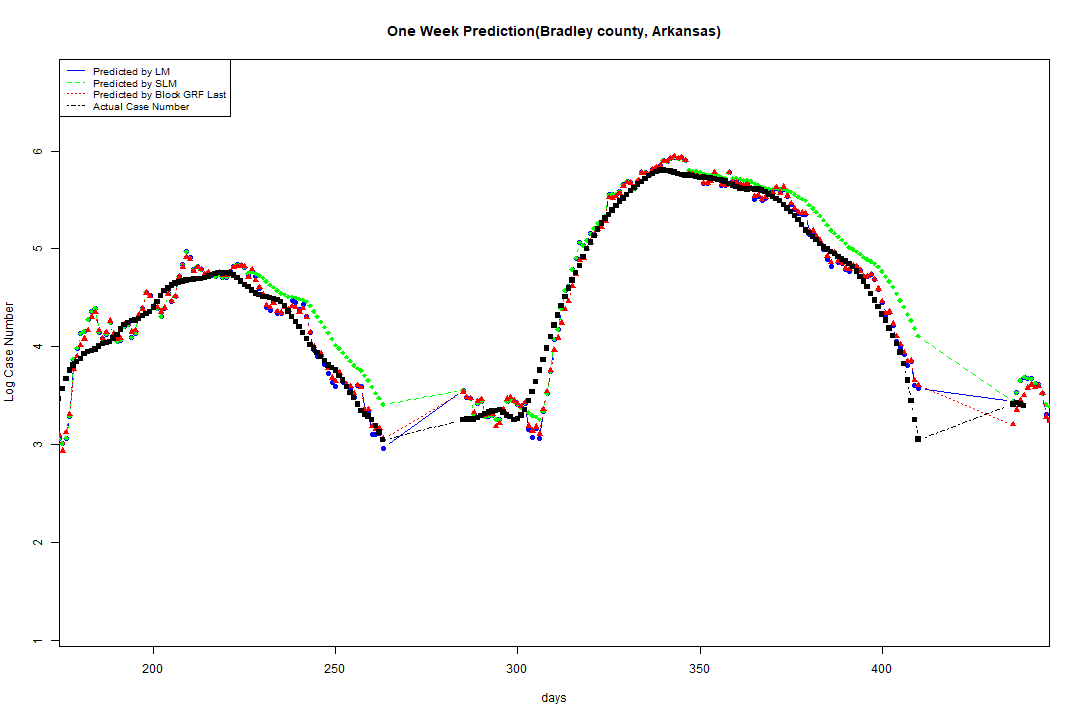 One Week Prediction(Bradley county, Arkansas)
Predicted by LM
Predicted by SLM
Predicted by Block GRF Last
Actual Case Number
Log Case Number
6
5
4
3
2
1
200
250
300
350
400
days